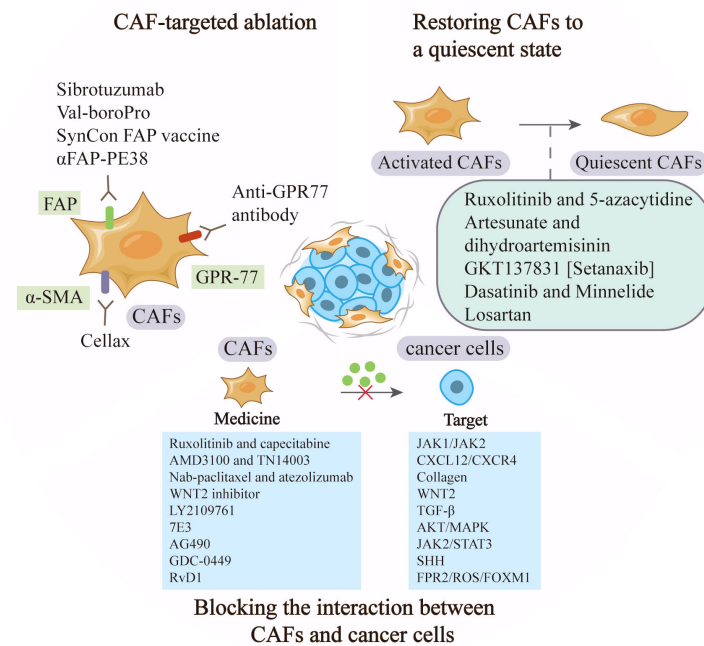 CAF-targeted ablation
Sibrotuzumab
Val-boroPro
SynCon FAP vaccine
αFAP-PE38
FAP
Anti-GPR77
antibody
GPR-77
α-SMA
CAFs
Cellax
Restoring CAFs to
a quiescent state
Activated CAFs
Quiescent CAFs
Ruxolitinib and 5-azacytidine
Artesunate and
dihydroartemisinin
GKT137831 [Setanaxib]
Dasatinib and Minnelide
Losartan
CAFs
cancer cells
Medicine
Target
Ruxolitinib and capecitabine
AMD3100 and TN14003
Nab-paclitaxel and atezolizumab
WNT2 inhibitor
LY2109761
7E3
AG490
GDC-0449
RvD1
JAK1/JAK2
CXCL12/CXCR4
Collagen
WNT2
TGF-β
AKT/MAPK
JAK2/STAT3
SHH
FPR2/ROS/FOXM1
Blocking the interaction between
CAFs and cancer cells